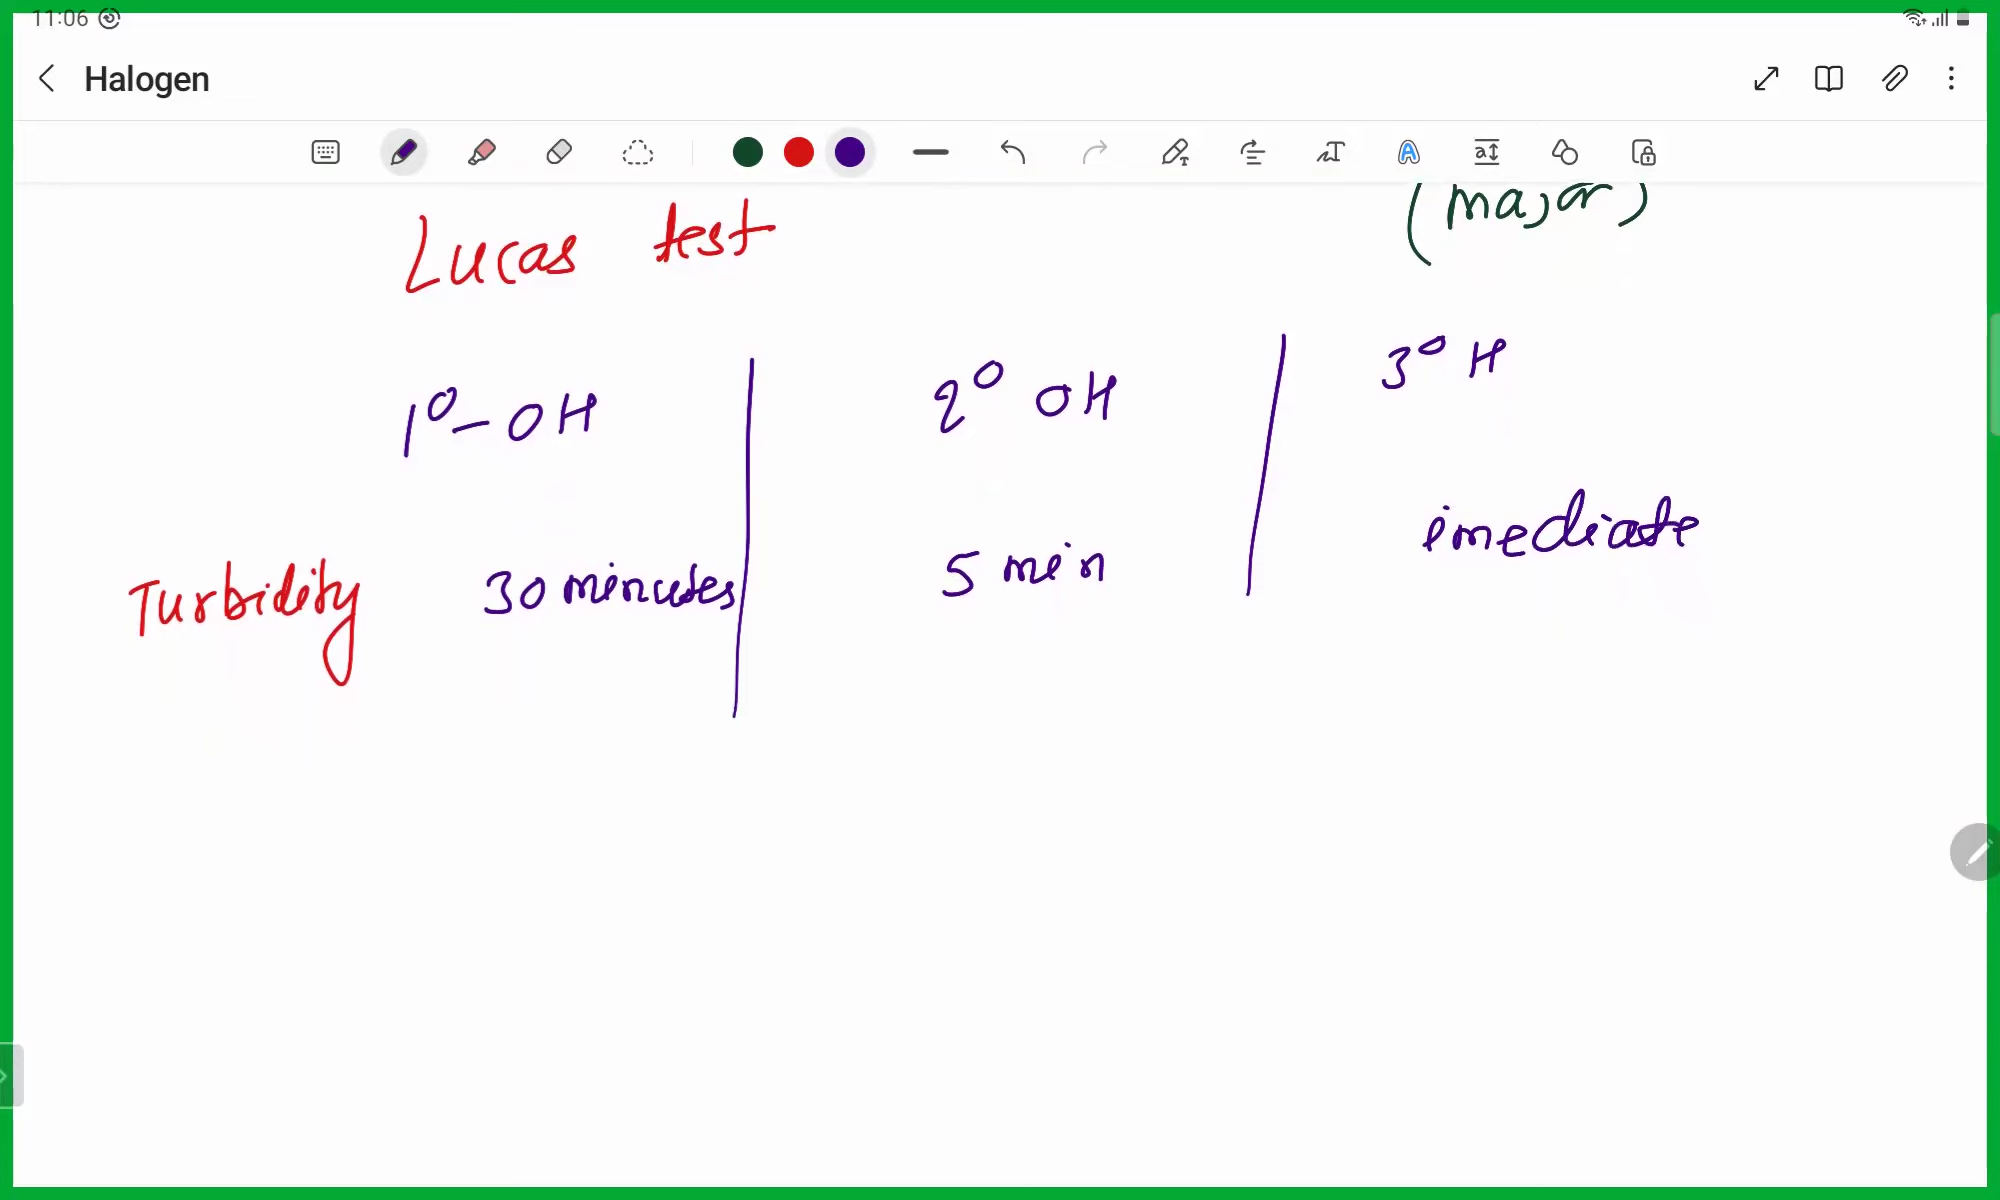 11:06
Halogen
(major)
Lucas test
1° - OH
2° OH
3° H
Turbidity
30 minutes
5 min
imediate